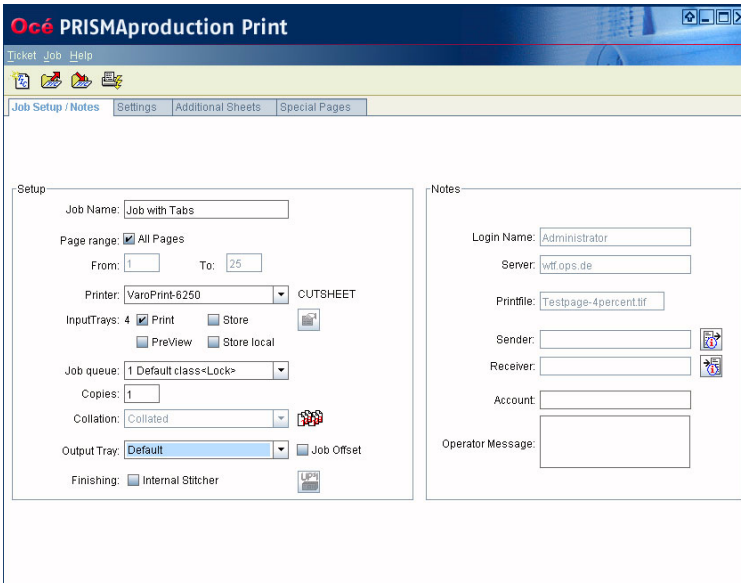 Océ PRISMAproduction Print
Ticket Job Help
Job Setup / Notes Settings Additional Sheets Special Pages
Setup
Job Name: Job with Tabs
Page range: All Pages
From: 1 To: 25
Printer: VaroPrint-6250 CUTSHEET
InputTrays: 4 Print Store
PreView Store local
Job queue: 1 Default class<Lock>
Copies: 1
Collation: Collated
Output Tray: Default Job Offset
Finishing: Internal Stitcher
UP↑
Notes
Login Name: Administrator
Server: wtf.ops.de
Printfile: Testpage-4percent.tif
Sender:
Receiver:
Account:
Operator Message: